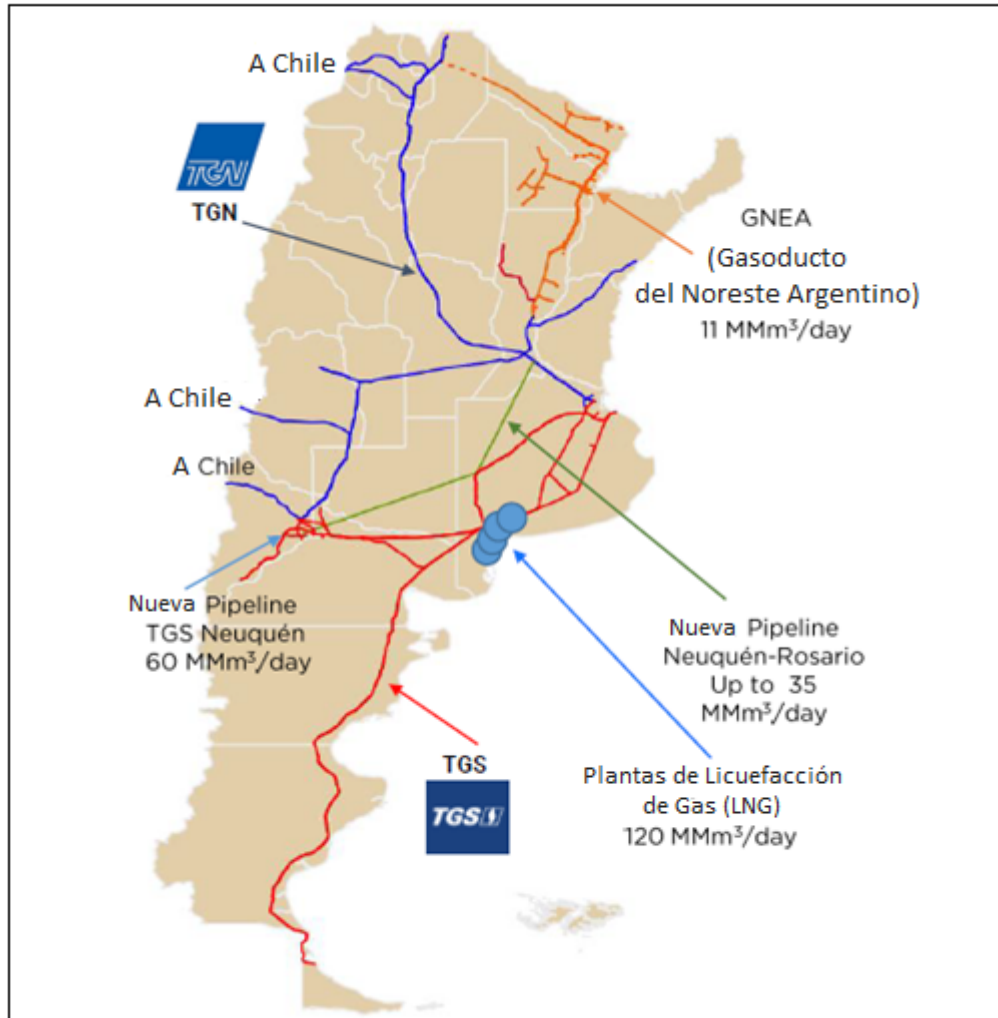 A Chile
TGN
TGN
GNEA
(Gasoducto
del Noreste Argentino)
11 MMm³/day
A Chile
A Chile
Nueva Pipeline
TGS Neuquén
60 MMm³/day
Nueva Pipeline
Neuquén-Rosario
Up to 35
MMm³/day
TGS
TGS
Plantas de Licuefacción
de Gas (LNG)
120 MMm³/day